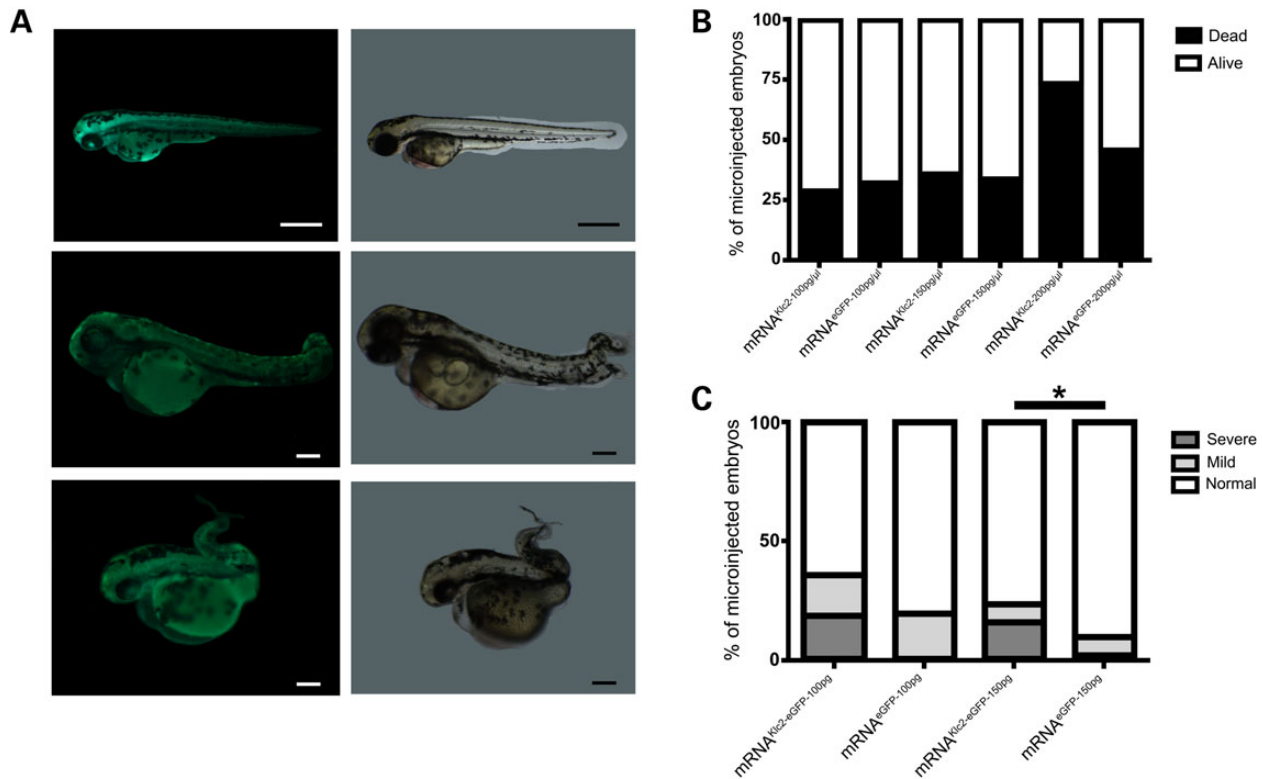 A
B
% of microinjected embryos
100
75
50
25
0
Dead
Alive
mRNAKlc2-100pg/µl
mRNAeGFP-100pg/µl
mRNAKlc2-150pg/µl
mRNAeGFP-150pg/µl
mRNAKlc2-200pg/µl
mRNAeGFP-200pg/µl
C
*
% of microinjected embryos
100
50
0
Severe
Mild
Normal
mRNAKlc2-eGFP-100pg
mRNAeGFP-100pg
mRNAKlc2-eGFP-150pg
mRNAeGFP-150pg